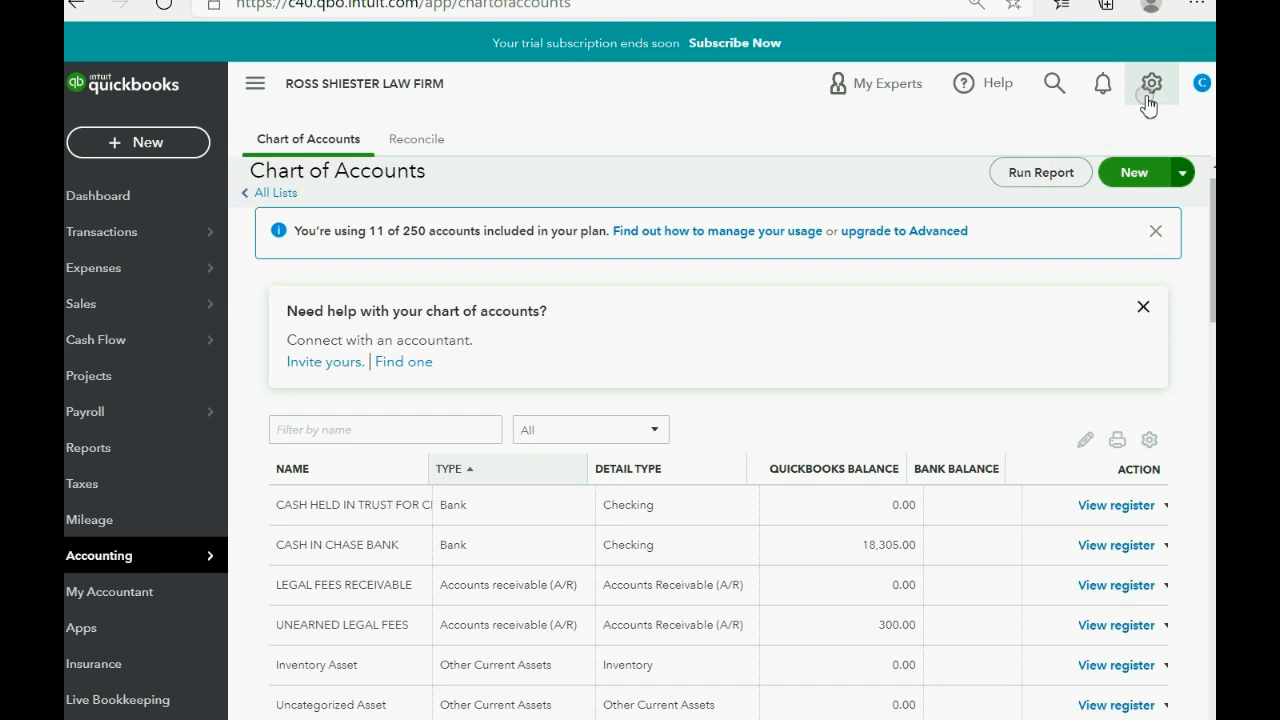 https://c40.qbo.intuit.com/app/chartofaccounts
Your trial subscription ends soon Subscribe Now
qb intuit quickbooks
ROSS SHIESTER LAW FIRM
My Experts
Help
C
+ New
Chart of Accounts
Reconcile
Chart of Accounts
Run Report
New
All Lists
Dashboard
Transactions
Expenses
Sales
Cash Flow
Projects
Payroll
Reports
Taxes
Mileage
Accounting
My Accountant
Apps
Insurance
Live Bookkeeping
You're using 11 of 250 accounts included in your plan. Find out how to manage your usage or upgrade to Advanced
Need help with your chart of accounts?
Connect with an accountant.
Invite yours. | Find one
Filter by name
All
NAME TYPE DETAIL TYPE QUICKBOOKS BALANCE BANK BALANCE ACTION
CASH HELD IN TRUST FOR Bank Checking 0.00 View register
CASH IN CHASE BANK Bank Checking 18,305.00 View register
LEGAL FEES RECEIVABLE Accounts receivable (A/R) Accounts Receivable (A/R) 0.00 View register
UNEARNED LEGAL FEES Accounts receivable (A/R) Accounts Receivable (A/R) 300.00 View register
Inventory Asset Other Current Assets Inventory 0.00 View register
Uncategorized Asset Other Current Assets Other Current Assets 0.00 View register